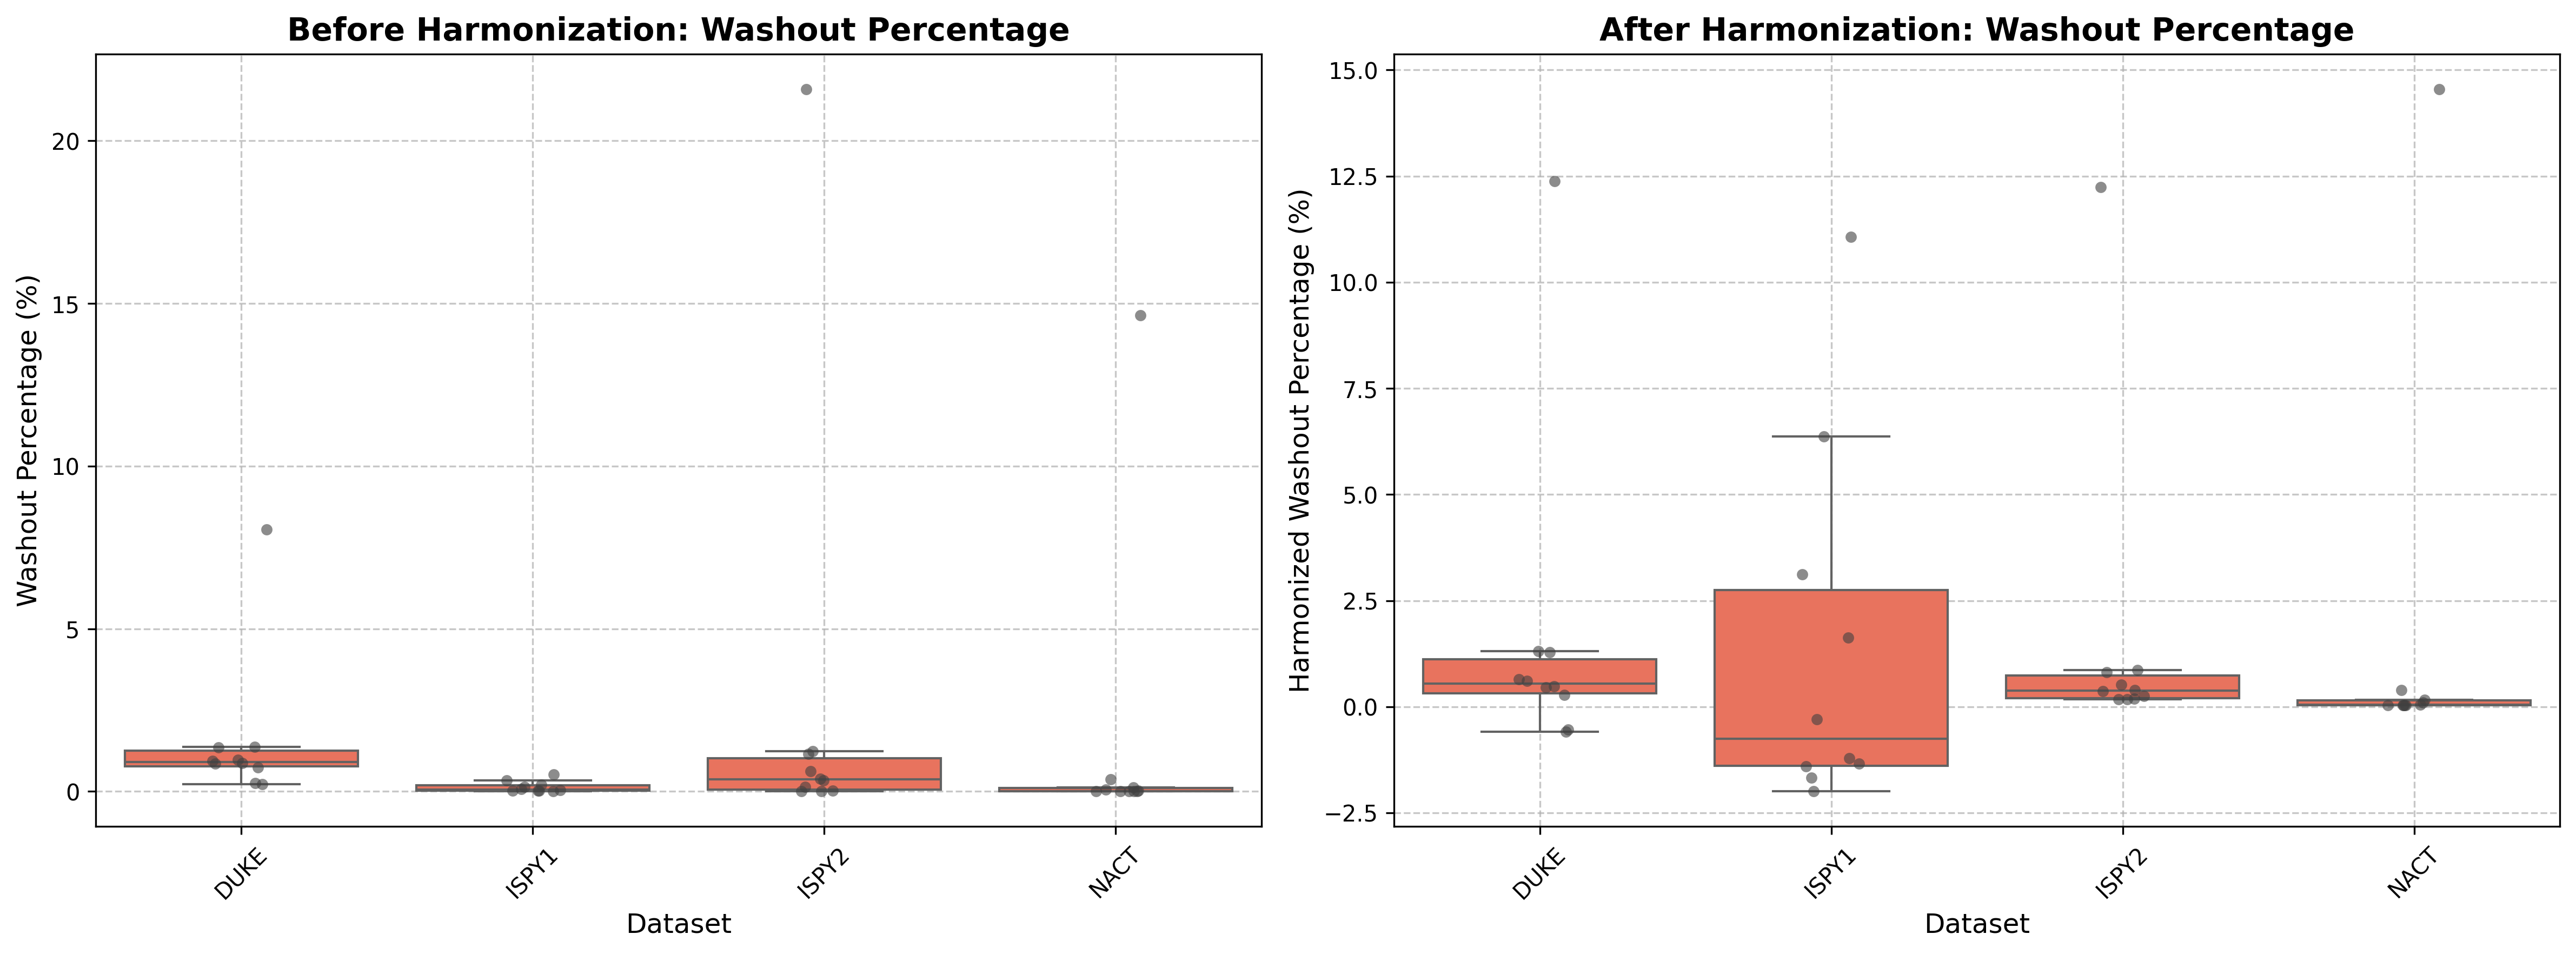 Before Harmonization: Washout Percentage
Washout Percentage (%)
20
15
10
5
0
DUKE
ISPY1
ISPY2
NACT
Dataset
After Harmonization: Washout Percentage
Harmonized Washout Percentage (%)
15.0
12.5
10.0
7.5
5.0
2.5
0.0
−2.5
DUKE
ISPY1
ISPY2
NACT
Dataset